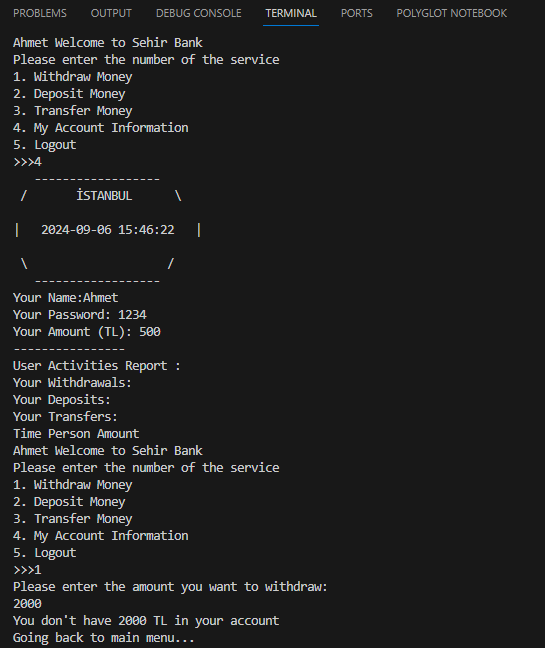 PROBLEMS OUTPUT DEBUG CONSOLE TERMINAL PORTS POLYGLOT NOTEBOOK
Ahmet Welcome to Sehir Bank
Please enter the number of the service
1. Withdraw Money
2. Deposit Money
3. Transfer Money
4. My Account Information
5. Logout
>>>4
   ------------------
 /       İSTANBUL      \
|   2024-09-06 15:46:22   |
 \                    /
   ------------------
Your Name:Ahmet
Your Password: 1234
Your Amount (TL): 500
----------------
User Activities Report :
Your Withdrawals:
Your Deposits:
Your Transfers:
Time Person Amount
Ahmet Welcome to Sehir Bank
Please enter the number of the service
1. Withdraw Money
2. Deposit Money
3. Transfer Money
4. My Account Information
5. Logout
>>>1
Please enter the amount you want to withdraw:
2000
You don't have 2000 TL in your account
Going back to main menu...